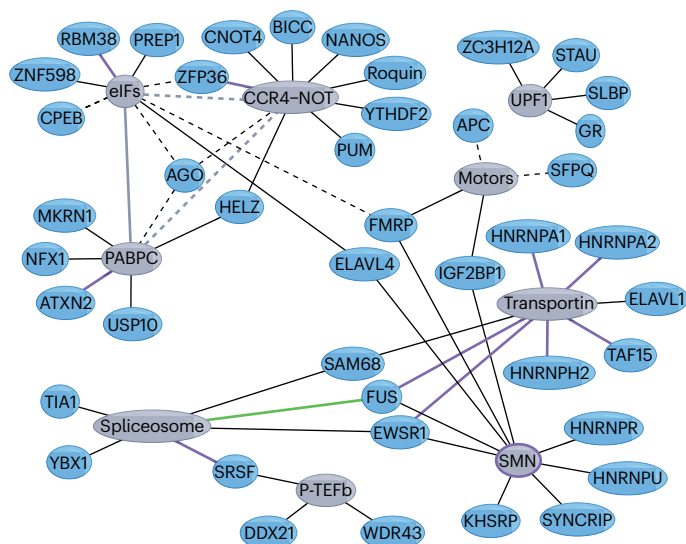 RBM38
PREP1
CNOT4
BICC
NANOS
ZC3H12A
STAU
ZNF598
ZFP36
Roquin
eIFs
CCR4–NOT
UPF1
SLBP
CPEB
YTHDF2
GR
APC
PUM
AGO
Motors
SFPQ
MKRN1
HELZ
FMRP
HNRNPA1
HNRNPA2
NFX1
PABPC
ELAVL4
IGF2BP1
ATXN2
Transportin
ELAVL1
USP10
SAM68
TAF15
HNRNPH2
TIA1
FUS
Spliceosome
EWSR1
HNRNPR
YBX1
SRSF
SMN
HNRNPU
P-TEFb
DDX21
WDR43
KHSRP
SYNCRIP